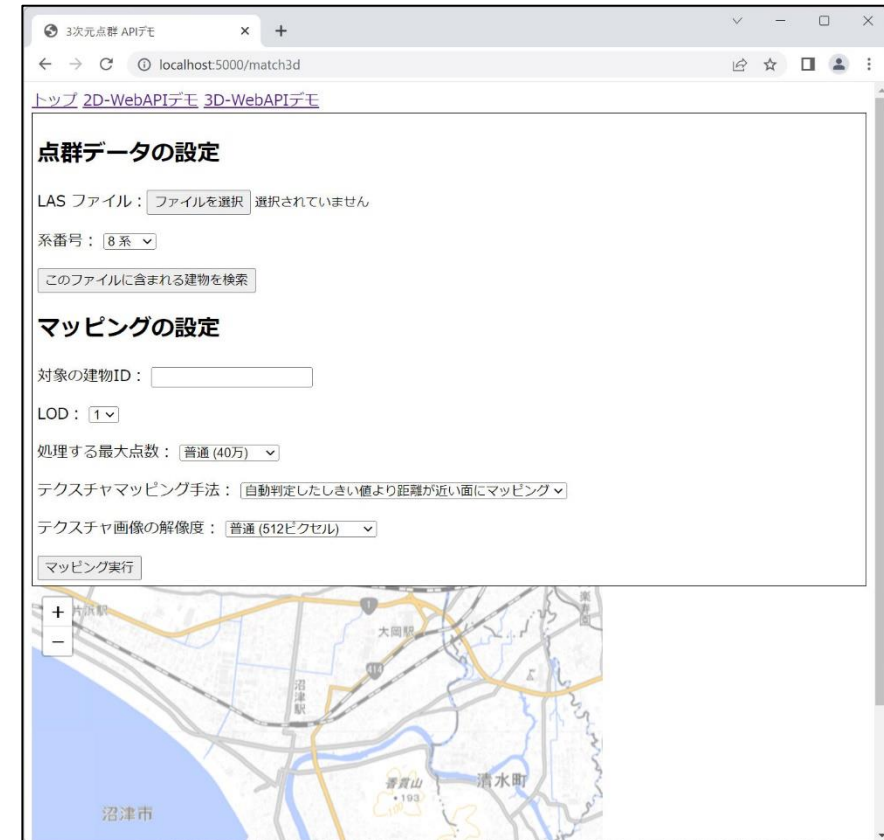 3次元点群 APIデモ
localhost:5000/match3d
トップ 2D-WebAPIデモ 3D-WebAPIデモ
点群データの設定
LAS ファイル： ファイルを選択 選択されていません
系番号： 8 系
このファイルに含まれる建物を検索
マッピングの設定
対象の建物ID：
LOD： 1
処理する最大点数： 普通 (40万)
テクスチャマッピング手法： 自動判定したしきい値より距離が近い面にマッピング
テクスチャ画像の解像度： 普通 (512ピクセル)
マッピング実行
+
−
片浜駅
1
大岡駅
414
沼津駅
楽寿園
香貫山
•193
清水町
沼津市